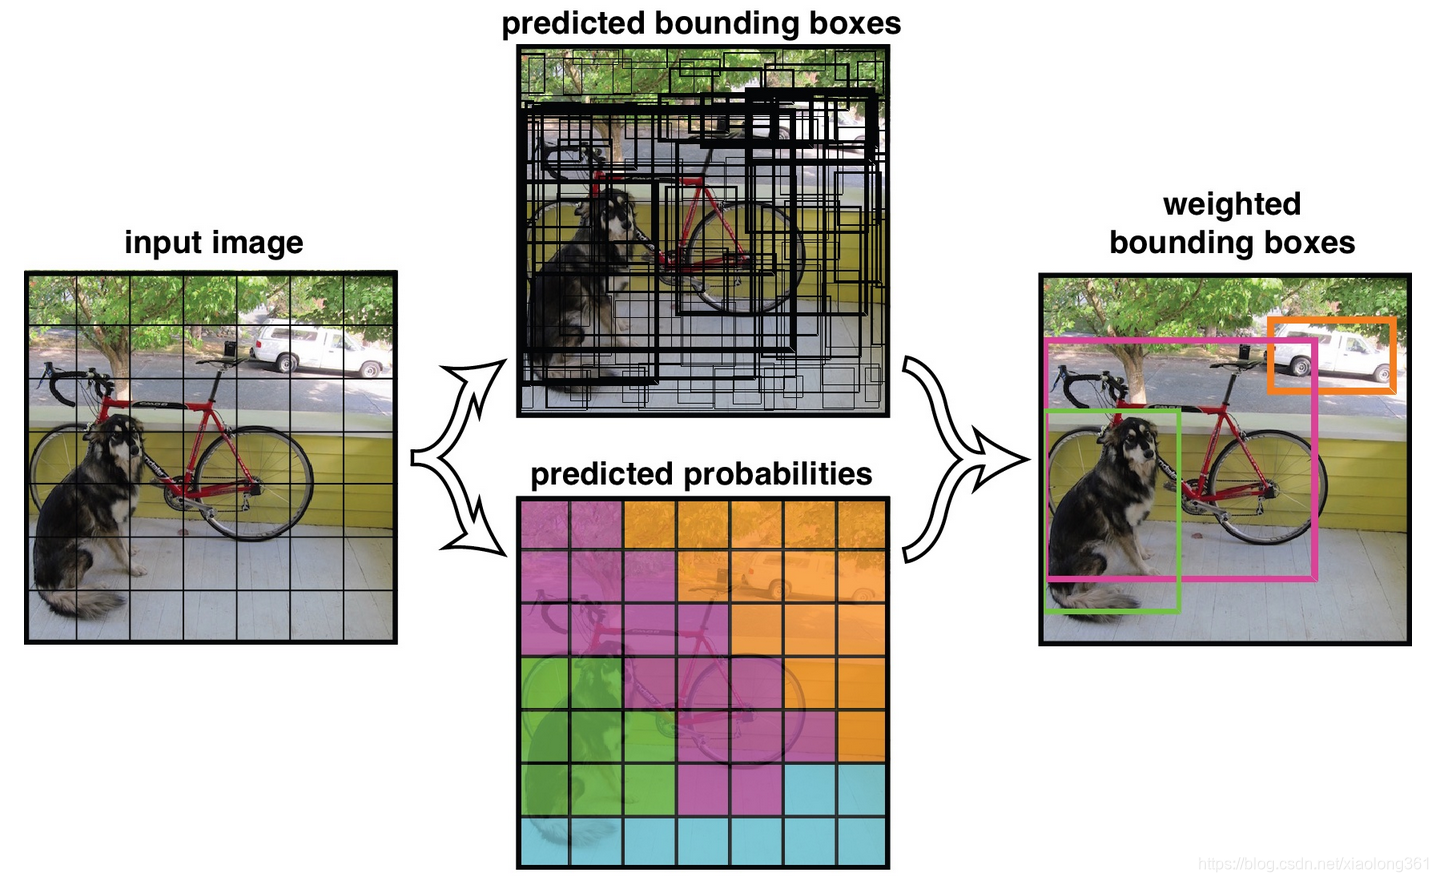 predicted bounding boxes
input image
predicted probabilities
weighted
bounding boxes
https://blog.csdn.net/xiaolong361